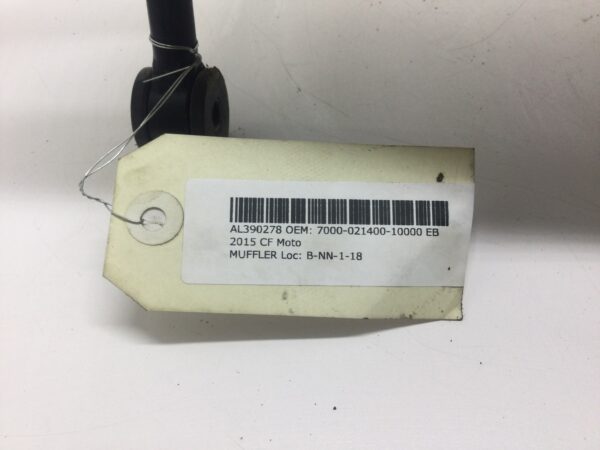 AL390278 OEM: 7000-021400-10000 EB
2015 CF Moto
MUFFLER Loc: B-NN-1-18